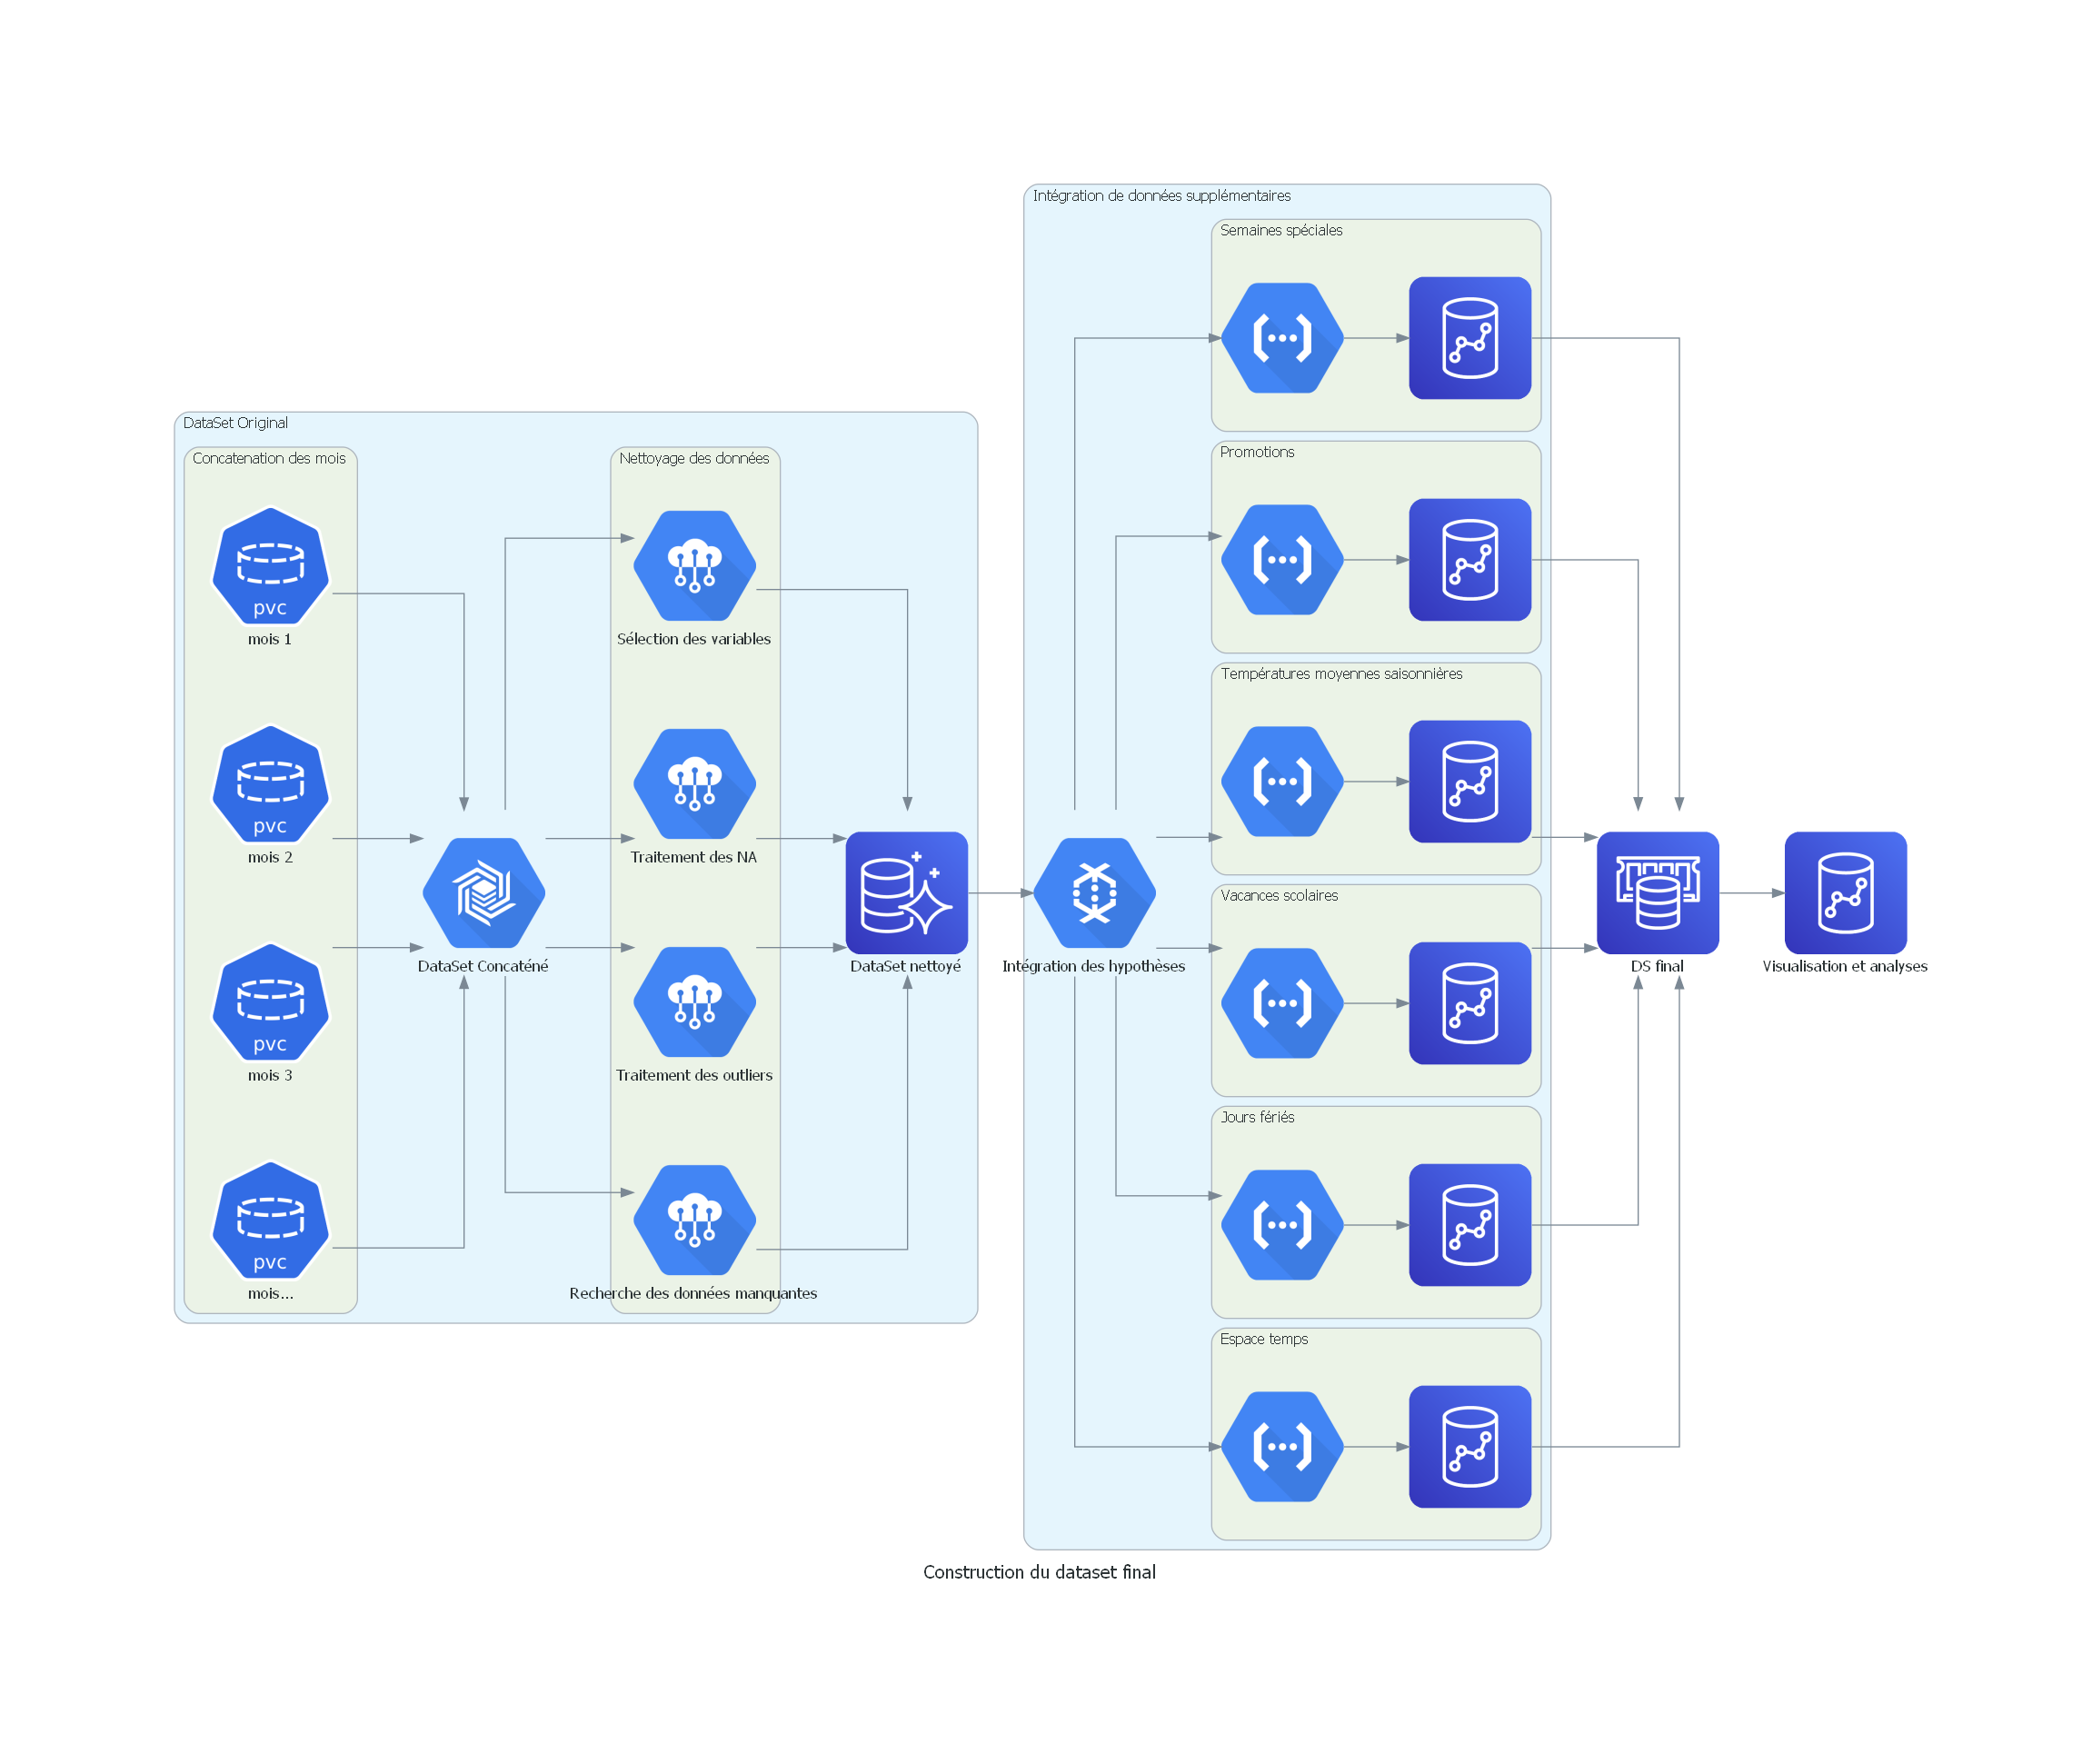 DataSet Original
Concatenation des mois
pvc
mois 1
pvc
mois 2
pvc
mois 3
pvc
mois...
DataSet Concaténé
Nettoyage des données
Sélection des variables
Traitement des NA
Traitement des outliers
Recherche des données manquantes
DataSet nettoyé
Intégration de données supplémentaires
Intégration des hypothèses
Semaines spéciales
Promotions
Températures moyennes saisonnières
Vacances scolaires
Jours fériés
Espace temps
DS final
Visualisation et analyses
Construction du dataset final